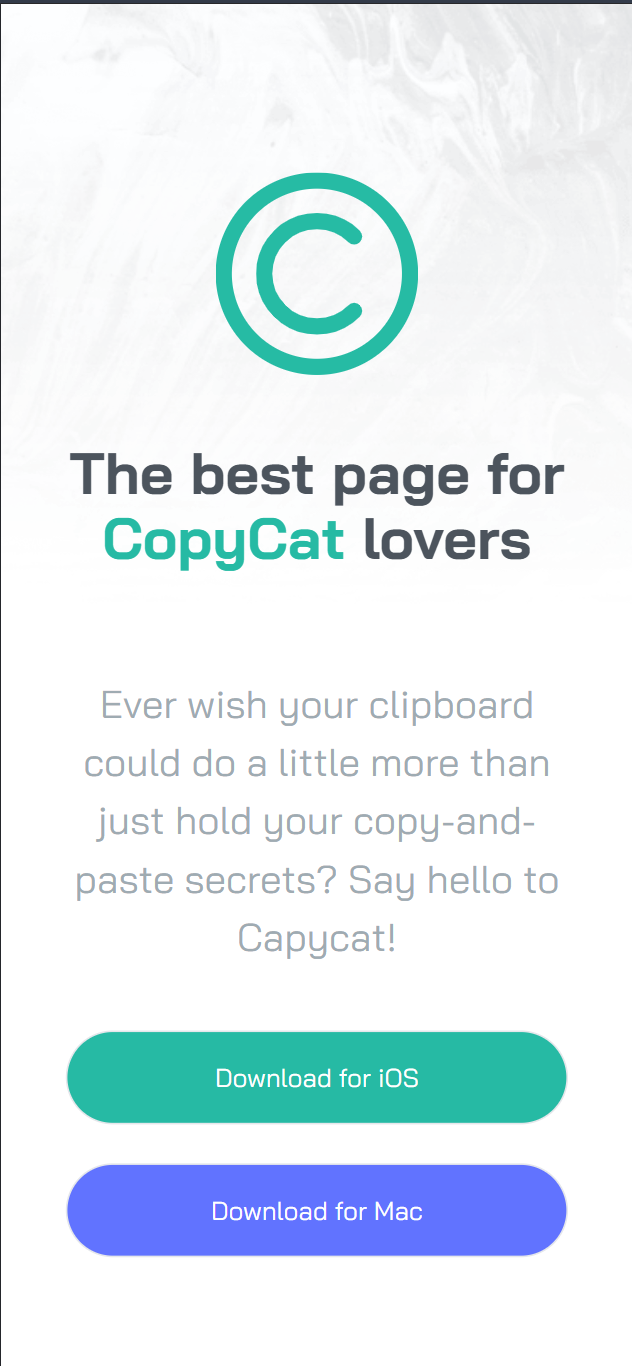 The best page for
CopyCat lovers
Ever wish your clipboard
could do a little more than
just hold your copy-and-
paste secrets? Say hello to
Capycat!
Download for iOS
Download for Mac